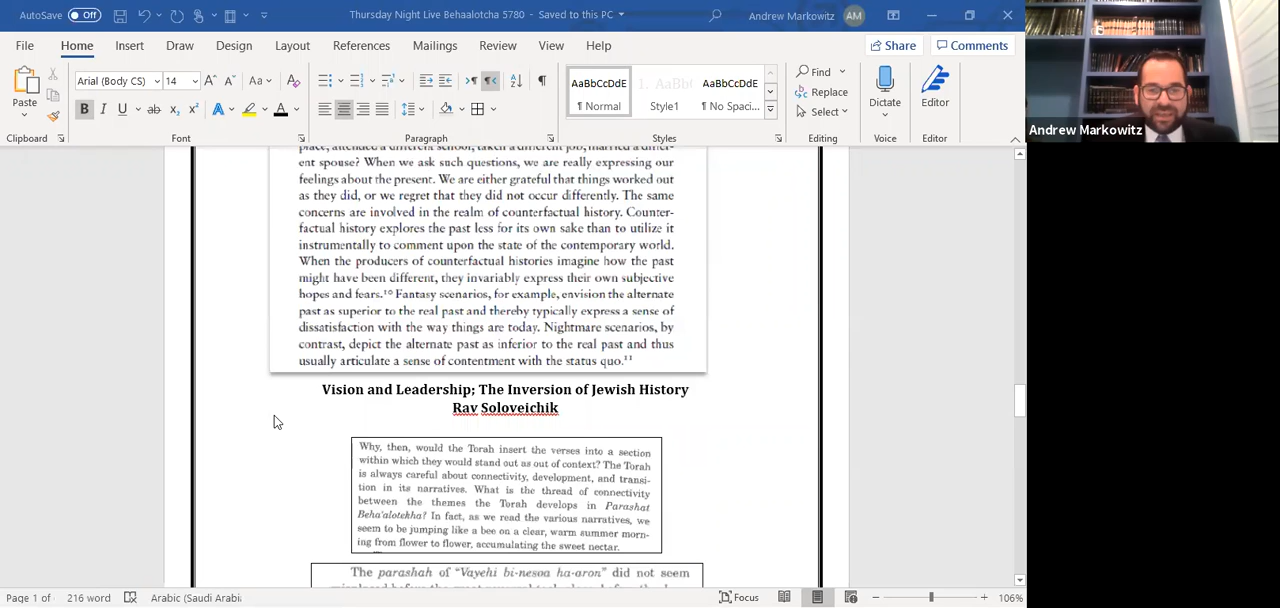 AutoSave Off Thursday Night Live Behaalotcha 5780 - Saved to this PC Andrew Markowitz AM
File Home Insert Draw Design Layout References Mailings Review View Help Share Comments
Paste Arial (Body CS) 14 AaBbCcDdE AaBbCcDdE Find Replace Select Dictate Editor
Normal Style1 No Spaci...
Clipboard Font Paragraph Styles Editing Voice Editor
Andrew Markowitz
place, attended a different school, taken a different job, married a differ-
ent spouse? When we ask such questions, we are really expressing our
feelings about the present. We are either grateful that things worked out
as they did, or we regret that they did not occur differently. The same
concerns are involved in the realm of counterfactual history. Counter-
factual history explores the past less for its own sake than to utilize it
instrumentally to comment upon the state of the contemporary world.
When the producers of counterfactual histories imagine how the past
might have been different, they invariably express their own subjective
hopes and fears.¹⁰ Fantasy scenarios, for example, envision the alternate
past as superior to the real past and thereby typically express a sense of
dissatisfaction with the way things are today. Nightmare scenarios, by
contrast, depict the alternate past as inferior to the real past and thus
usually articulate a sense of contentment with the status quo.¹¹
Vision and Leadership; The Inversion of Jewish History
Rav Soloveichik
Why, then, would the Torah insert the verses into a section
within which they would stand out as out of context? The Torah
is always careful about connectivity, development, and transi-
tion in its narratives. What is the thread of connectivity
between the themes the Torah develops in Parashat
Beha'alotekha? In fact, as we read the various narratives, we
seem to be jumping like a bee on a clear, warm summer morn-
ing from flower to flower, accumulating the sweet nectar.
The parashah of “Vayehi bi-nesoa ha-aron” did not seem
Page 1 of 216 word Arabic (Saudi Arabi Focus 106%